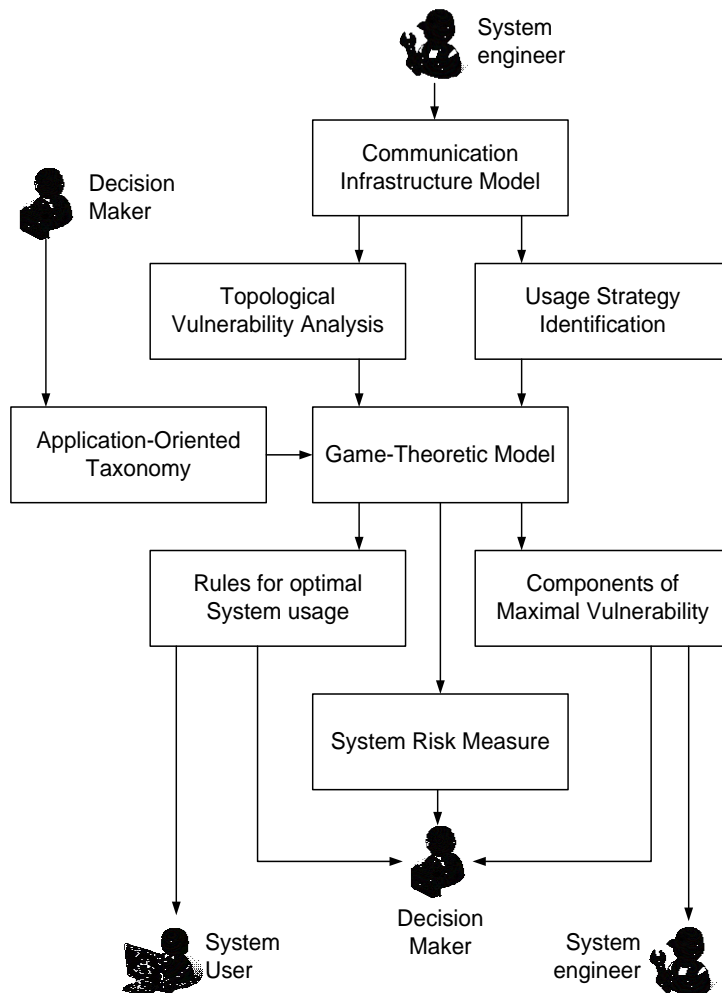 System
engineer
Communication
Infrastructure Model
Decision
Maker
Topological
Vulnerability Analysis
Usage Strategy
Identification
Application-Oriented
Taxonomy
Game-Theoretic Model
Rules for optimal
System usage
Components of
Maximal Vulnerability
System Risk Measure
Decision
Maker
System
User
System
engineer